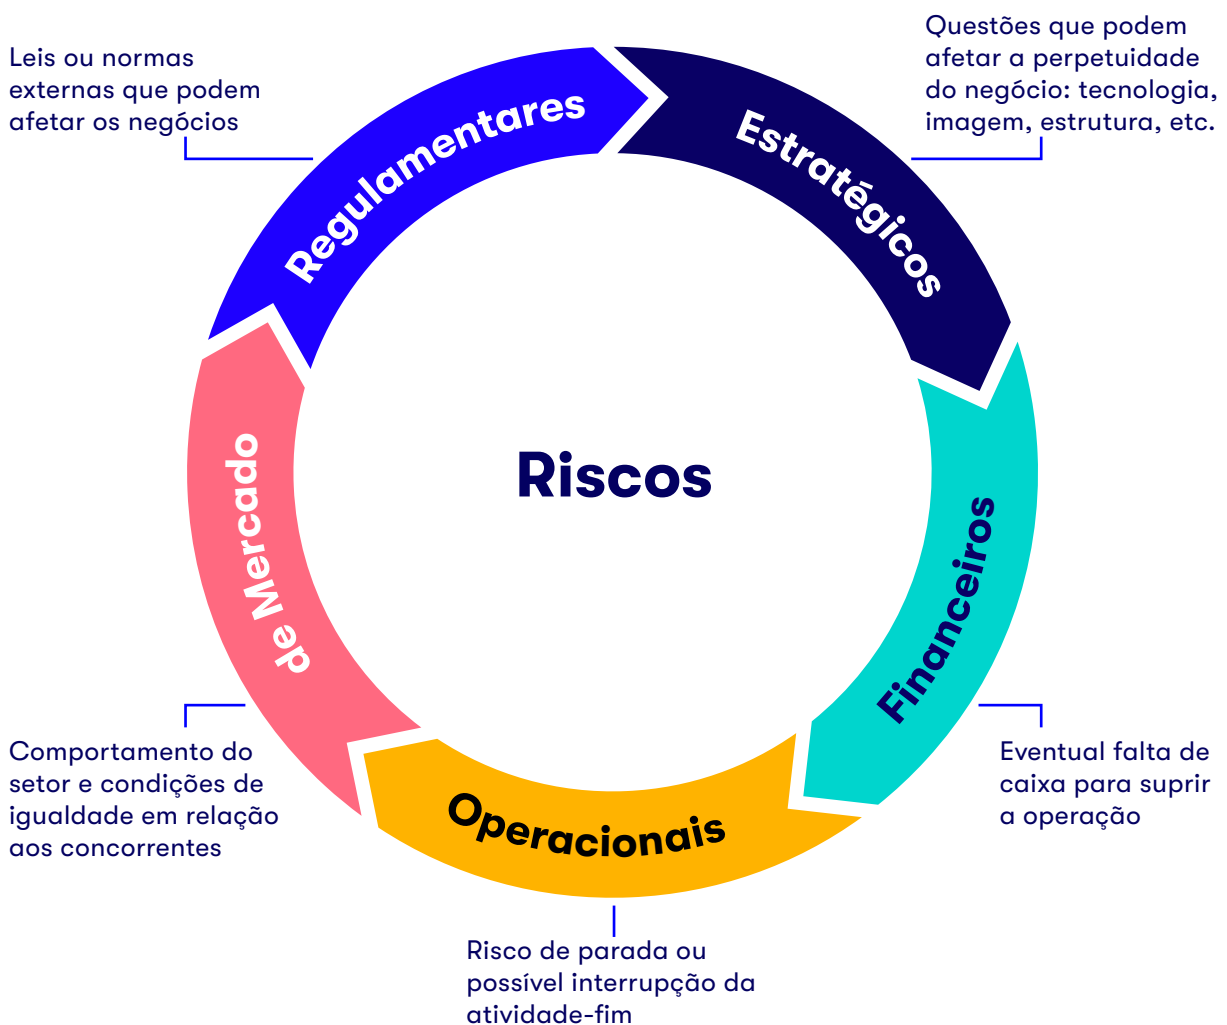 Leis ou normas
externas que podem
afetar os negócios
Questões que podem
afetar a perpetuidade
do negócio: tecnologia,
imagem, estrutura, etc.
Regulamentares
Estratégicos
Riscos
de Mercado
Financeiros
Operacionais
Comportamento do
setor e condições de
igualdade em relação
aos concorrentes
Eventual falta de
caixa para suprir
a operação
Risco de parada ou
possível interrupção da
atividade-fim